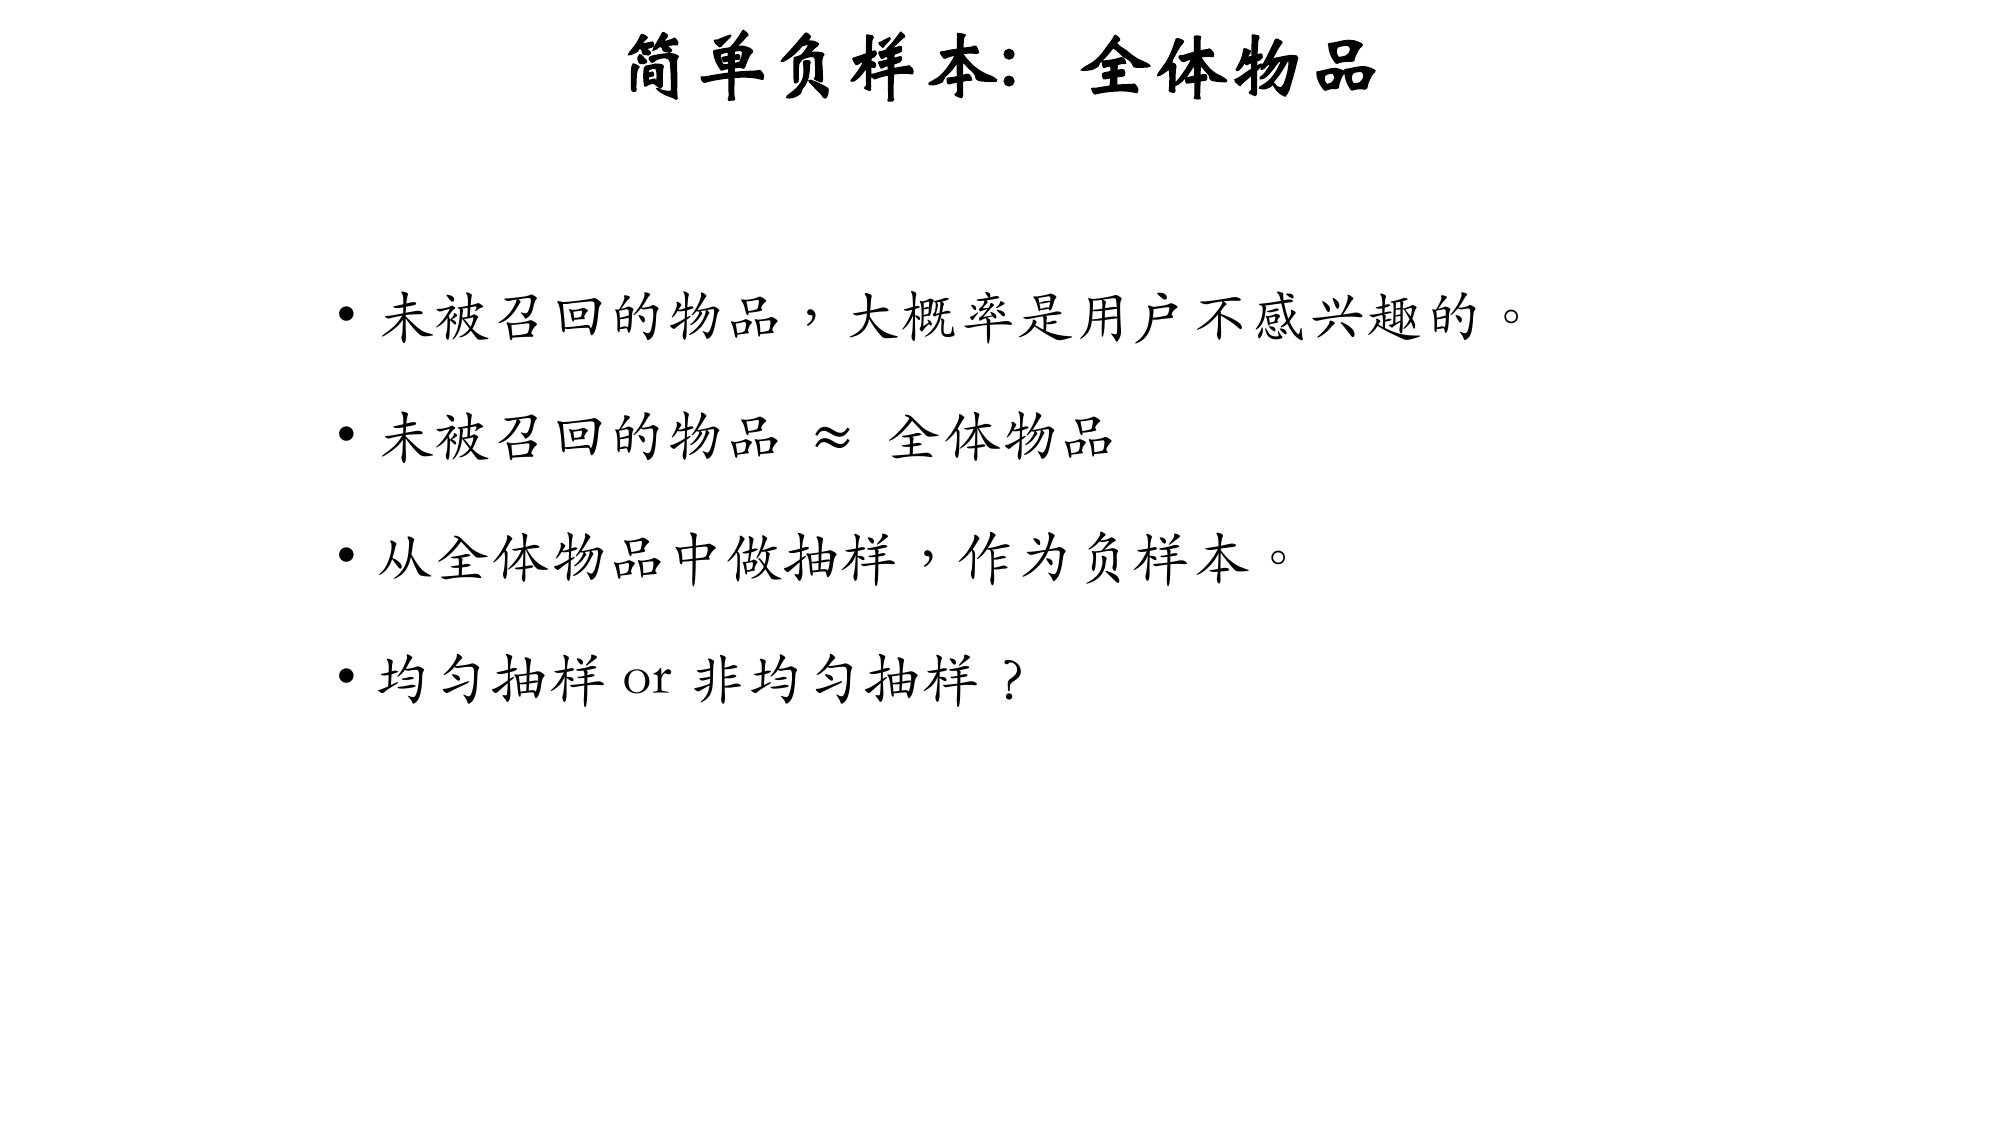 简单负样本：全体物品
• 未被召回的物品，大概率是用户不感兴趣的。
• 未被召回的物品 ≈ 全体物品
• 从全体物品中做抽样，作为负样本。
• 均匀抽样 or 非均匀抽样？